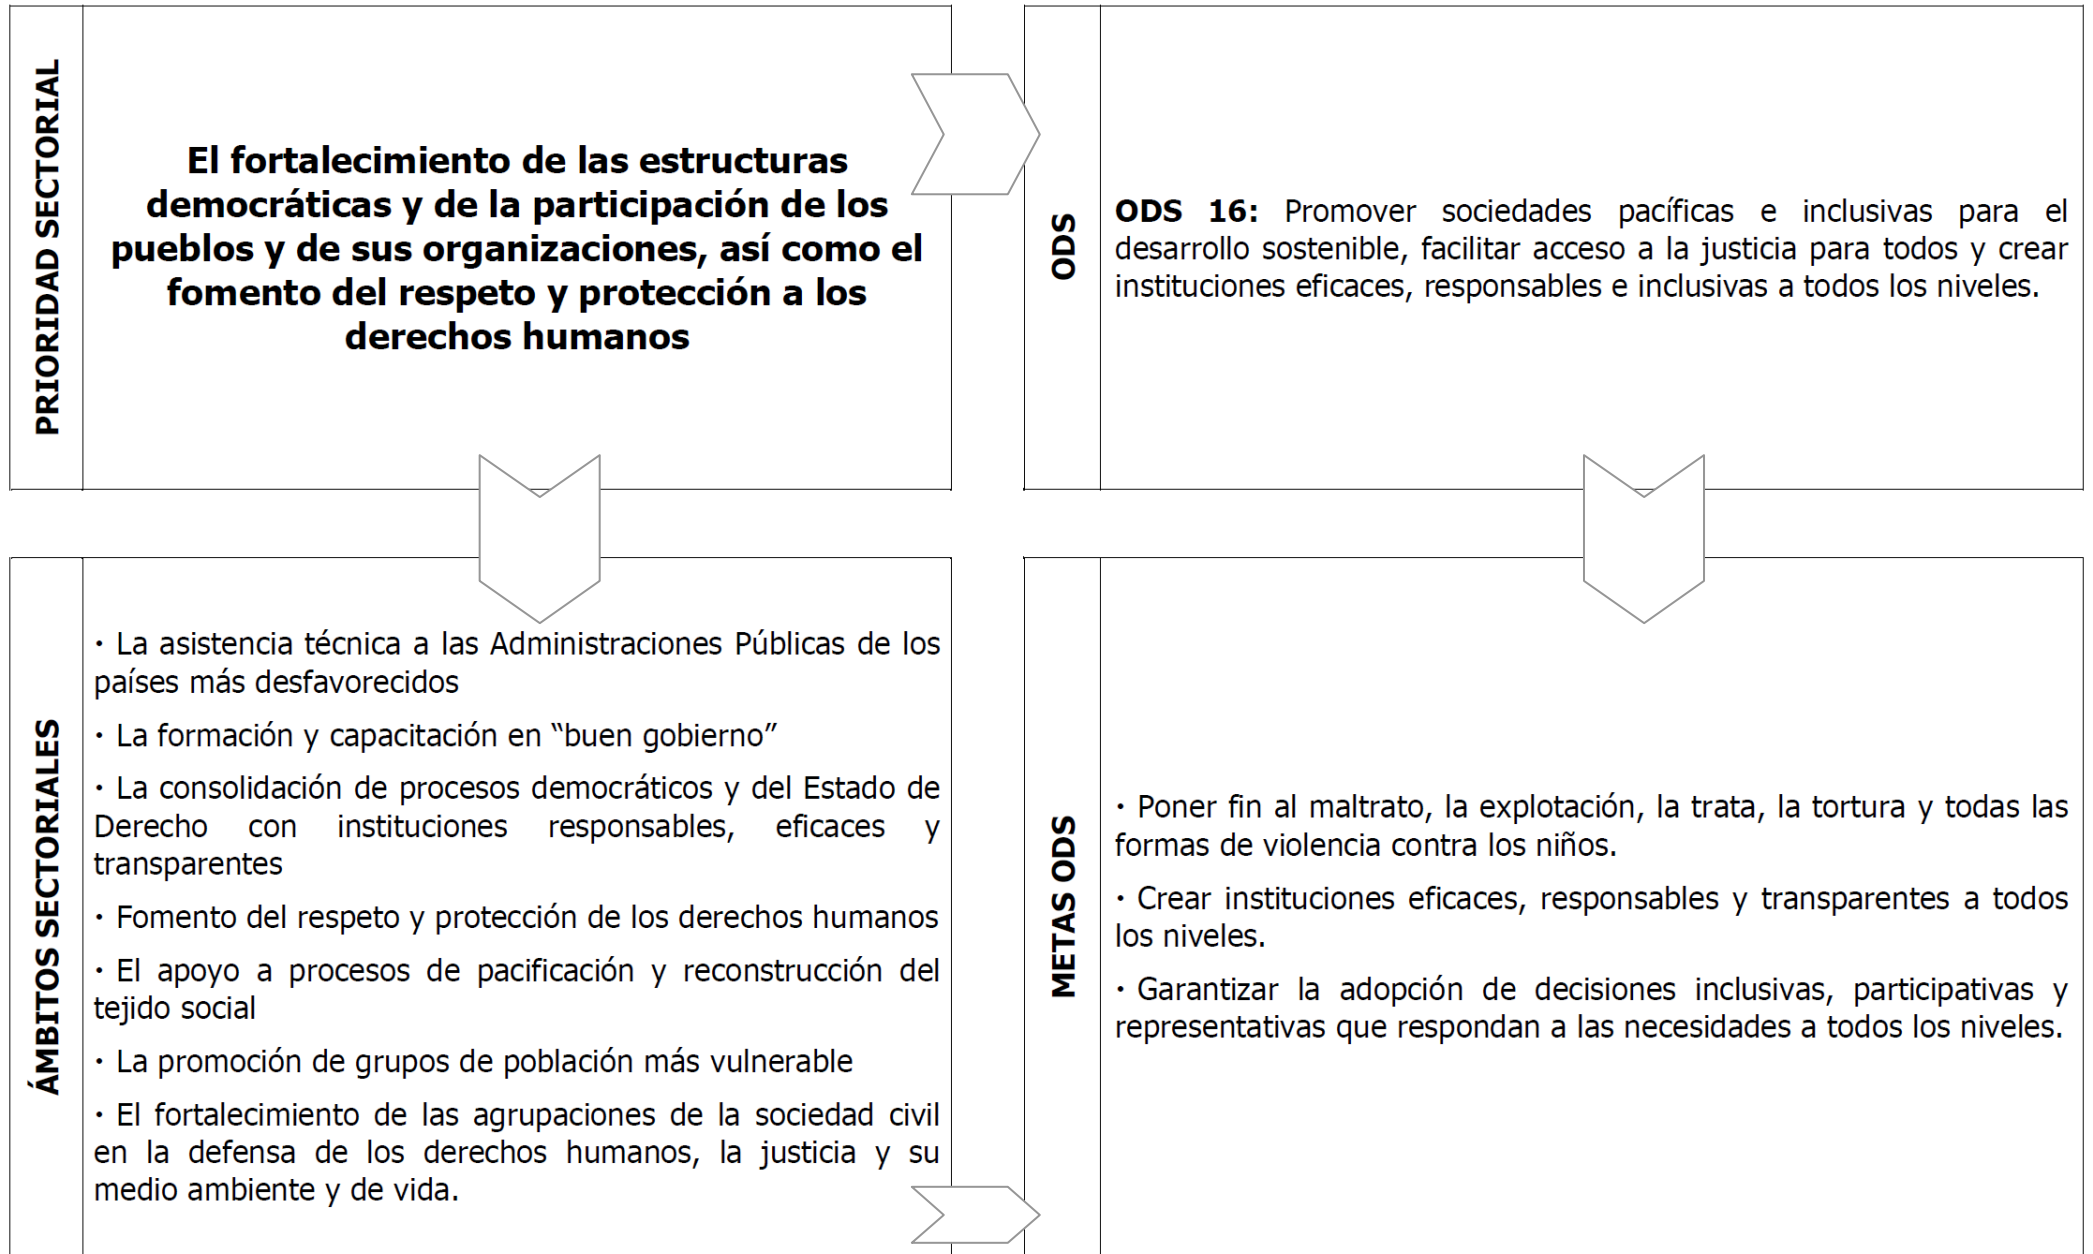 PRIORIDAD SECTORIAL
El fortalecimiento de las estructuras
democráticas y de la participación de los
pueblos y de sus organizaciones, así como el
fomento del respeto y protección a los
derechos humanos
ODS
ODS 16: Promover sociedades pacíficas e inclusivas para el
desarrollo sostenible, facilitar acceso a la justicia para todos y crear
instituciones eficaces, responsables e inclusivas a todos los niveles.
ÁMBITOS SECTORIALES
· La asistencia técnica a las Administraciones Públicas de los
países más desfavorecidos
· La formación y capacitación en “buen gobierno”
· La consolidación de procesos democráticos y del Estado de
Derecho con instituciones responsables, eficaces y
transparentes
· Fomento del respeto y protección de los derechos humanos
· El apoyo a procesos de pacificación y reconstrucción del
tejido social
· La promoción de grupos de población más vulnerable
· El fortalecimiento de las agrupaciones de la sociedad civil
en la defensa de los derechos humanos, la justicia y su
medio ambiente y de vida.
METAS ODS
· Poner fin al maltrato, la explotación, la trata, la tortura y todas las
formas de violencia contra los niños.
· Crear instituciones eficaces, responsables y transparentes a todos
los niveles.
· Garantizar la adopción de decisiones inclusivas, participativas y
representativas que respondan a las necesidades a todos los niveles.